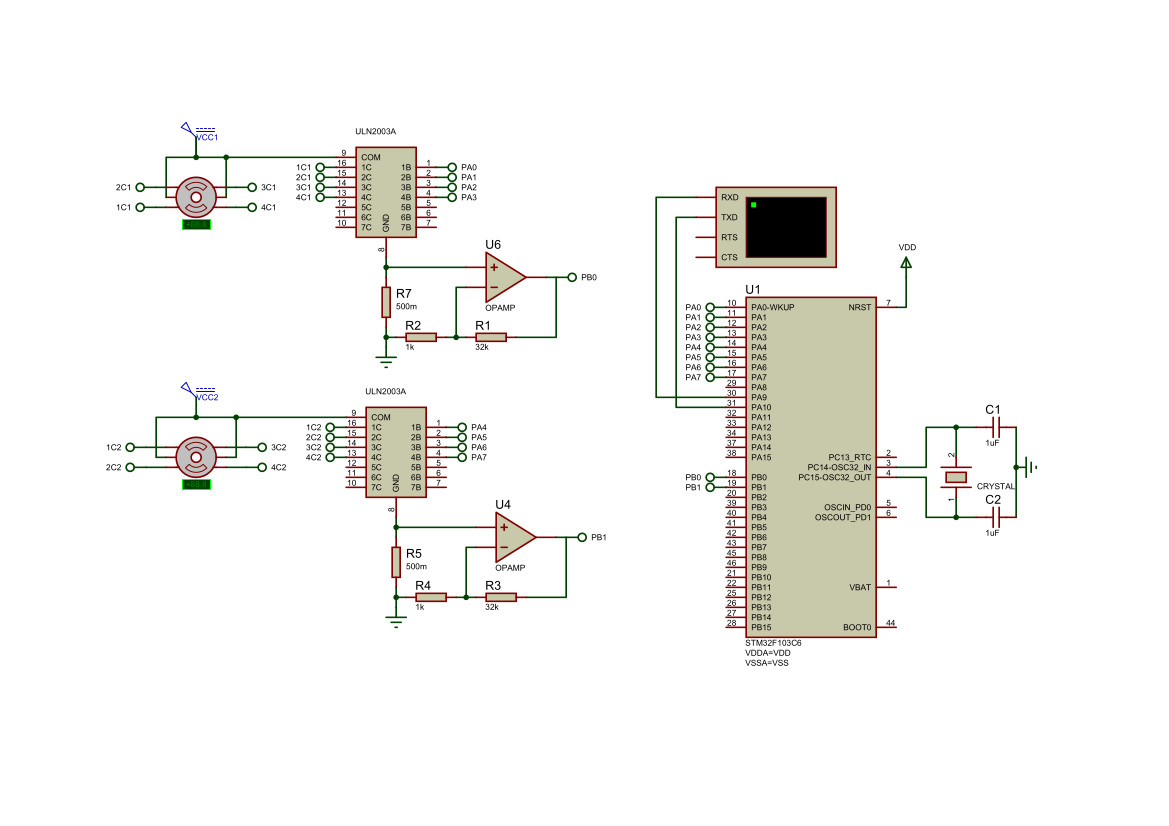 VCC1
2C1
1C1
3C1
4C1
ULN2003A
1C1
2C1
3C1
4C1
9
16
15
14
13
12
11
10
COM
1C
2C
3C
4C
5C
6C
7C
GND
8
1B
2B
3B
4B
5B
6B
7B
1
2
3
4
5
6
7
PA0
PA1
PA2
PA3
U6
OPAMP
PB0
R7
500m
R2
1k
R1
32k
VCC2
1C2
2C2
3C2
4C2
ULN2003A
1C2
2C2
3C2
4C2
9
16
15
14
13
12
11
10
COM
1C
2C
3C
4C
5C
6C
7C
GND
8
1B
2B
3B
4B
5B
6B
7B
1
2
3
4
5
6
7
PA4
PA5
PA6
PA7
U4
OPAMP
PB1
R5
500m
R4
1k
R3
32k
RXD
TXD
RTS
CTS
VDD
U1
PA0
PA1
PA2
PA3
PA4
PA5
PA6
PA7
PB0
PB1
10 PA0-WKUP
11 PA1
12 PA2
13 PA3
14 PA4
15 PA5
16 PA6
17 PA7
29 PA8
30 PA9
31 PA10
32 PA11
33 PA12
34 PA13
37 PA14
38 PA15
18 PB0
19 PB1
20 PB2
39 PB3
40 PB4
41 PB5
42 PB6
43 PB7
45 PB8
46 PB9
21 PB10
22 PB11
25 PB12
26 PB13
27 PB14
28 PB15
NRST 7
PC13_RTC 2
PC14-OSC32_IN 3
PC15-OSC32_OUT 4
OSCIN_PD0 5
OSCOUT_PD1 6
VBAT 1
BOOT0 44
STM32F103C6
VDDA=VDD
VSSA=VSS
C1
1uF
2
CRYSTAL
1
C2
1uF